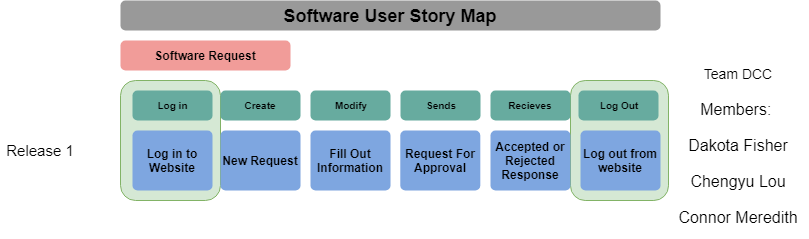 Software User Story Map
Software Request
Team DCC
Log in
Create
Modify
Sends
Recieves
Log Out
Members:
Release 1
Log in to
Website
New Request
Fill Out
Information
Request For
Approval
Accepted or
Rejected
Response
Log out from
website
Dakota Fisher
Chengyu Lou
Connor Meredith